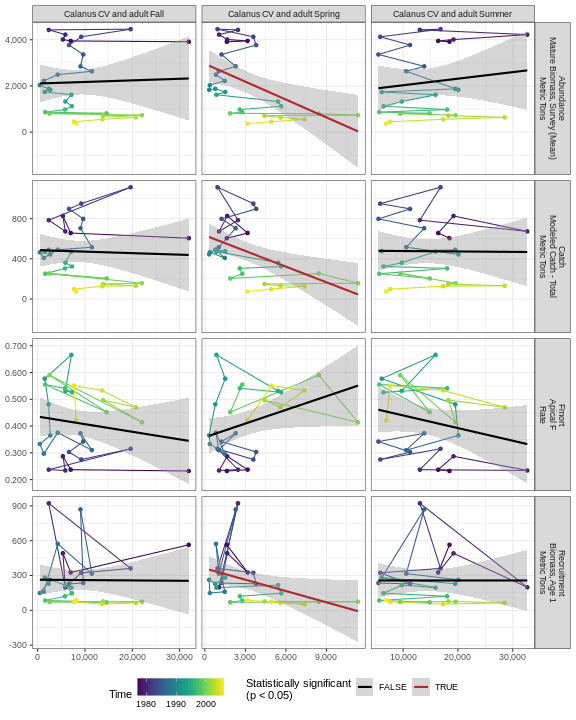 Calanus CV and adult Fall
Calanus CV and adult Spring
Calanus CV and adult Summer
4,000
2,000
0
Abundance
Mature Biomass, Survey (Mean)
Metric Tons
800
400
0
Catch
Modeled Catch - Total
Metric Tons
0.700
0.600
0.500
0.400
0.300
0.200
Fmort
Apical F
Rate
900
600
300
0
-300
Recruitment
Biomass, Age 1
Metric Tons
0 10,000 20,000 30,000
0 3,000 6,000 9,000
10,000 20,000 30,000
Time
1980 1990 2000
Statistically significant
(p < 0.05)
FALSE
TRUE